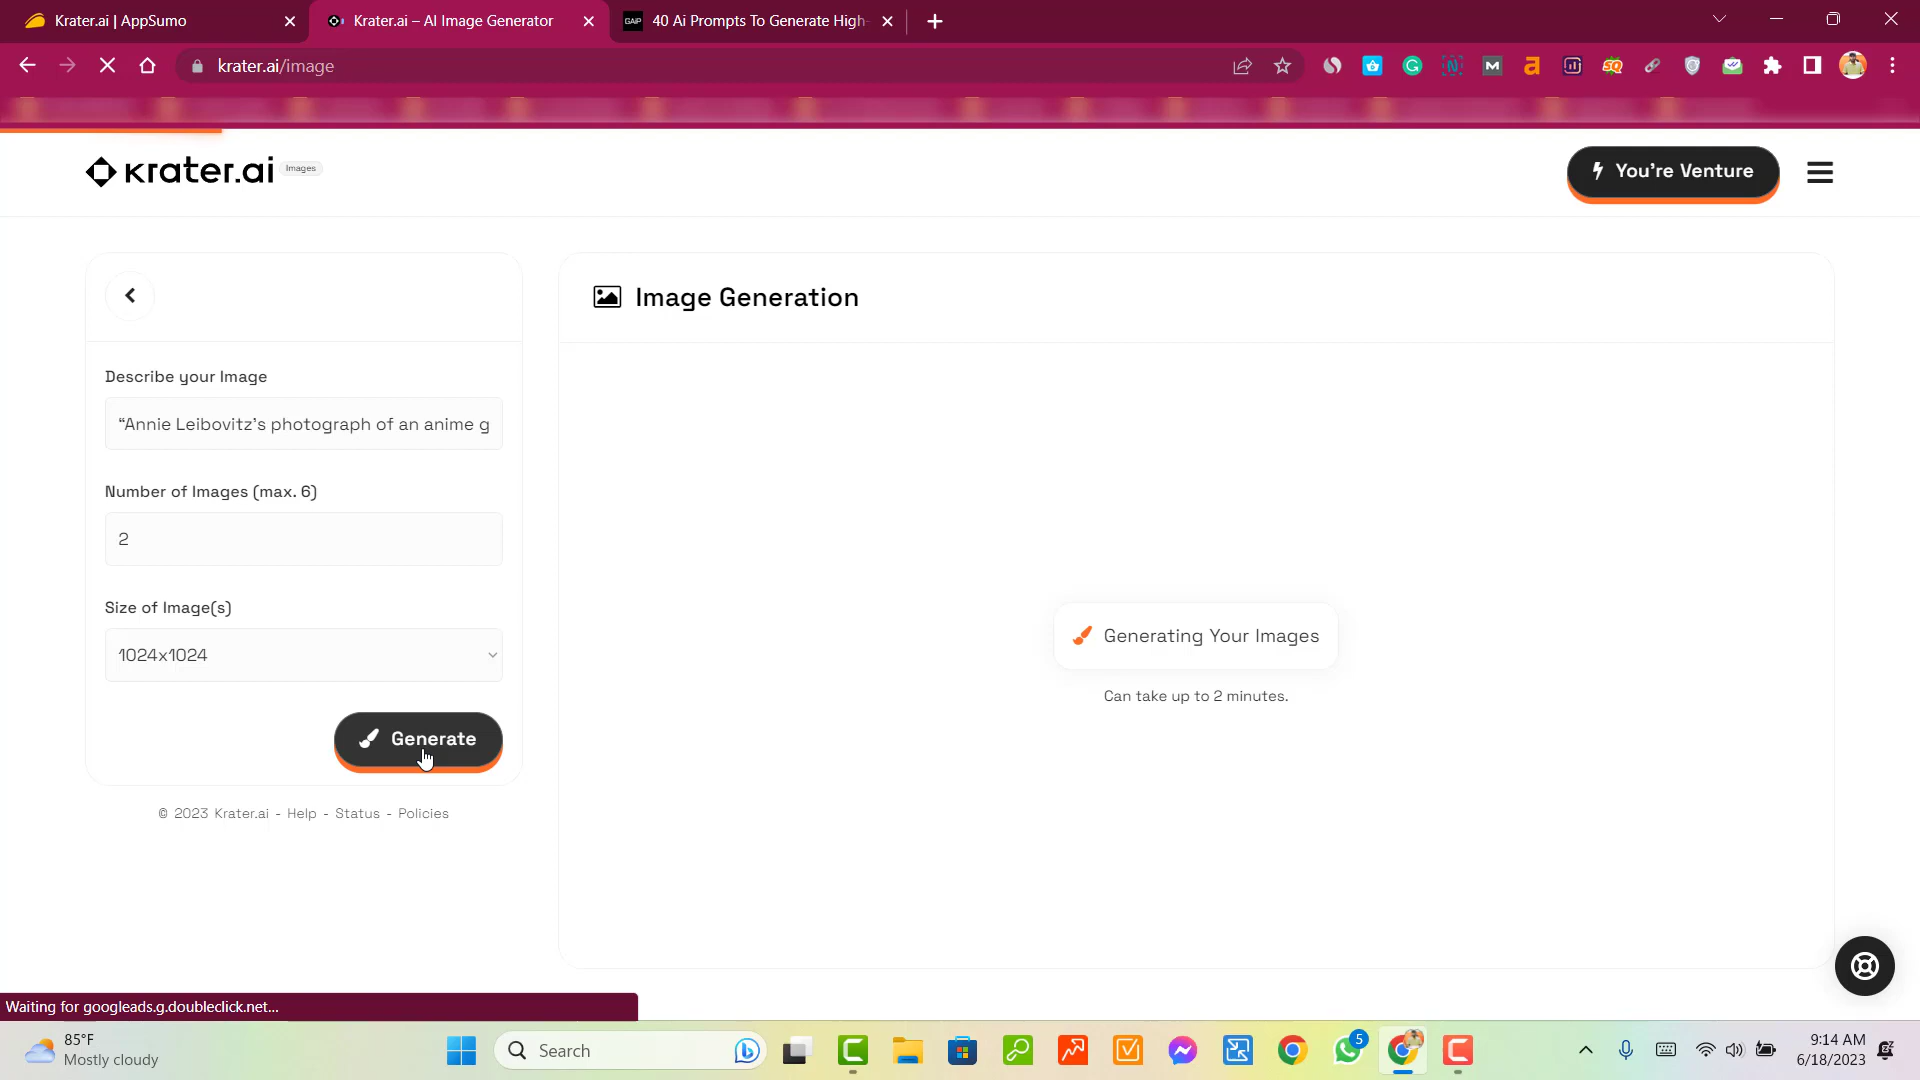 Krater.ai | AppSumo
Krater.ai – AI Image Generator
GAIP
40 Ai Prompts To Generate High-
krater.ai/image
krater.ai
Images
You're Venture
Image Generation
Describe your Image
“Annie Leibovitz’s photograph of an anime g
Number of Images (max. 6)
2
Size of Image(s)
1024x1024
Generate
Generating Your Images
Can take up to 2 minutes.
© 2023 Krater.ai - Help - Status - Policies
Waiting for googleads.g.doubleclick.net...
85°F
Mostly cloudy
Search
5
9:14 AM
6/18/2023